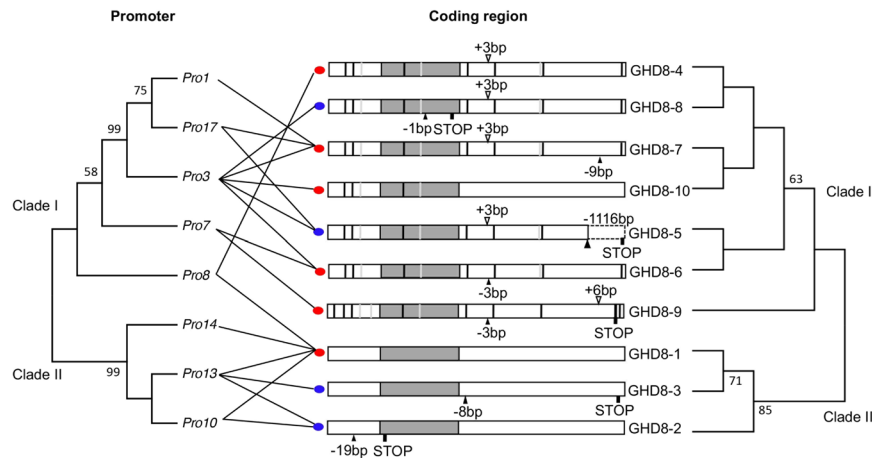 Promoter
Coding region
+3bp
GHD8-4
Pro1
75
+3bp
GHD8-8
-1bp
STOP
Pro17
99
+3bp
GHD8-7
-9bp
58
Pro3
63
GHD8-10
Clade I
Clade I
-1116bp
+3bp
Pro7
GHD8-5
STOP
Pro8
GHD8-6
-3bp
+6bp
GHD8-9
-3bp
STOP
Pro14
GHD8-1
Clade II
99
Pro13
71
GHD8-3
-8bp
STOP
85
Clade II
Pro10
GHD8-2
-19bp
STOP